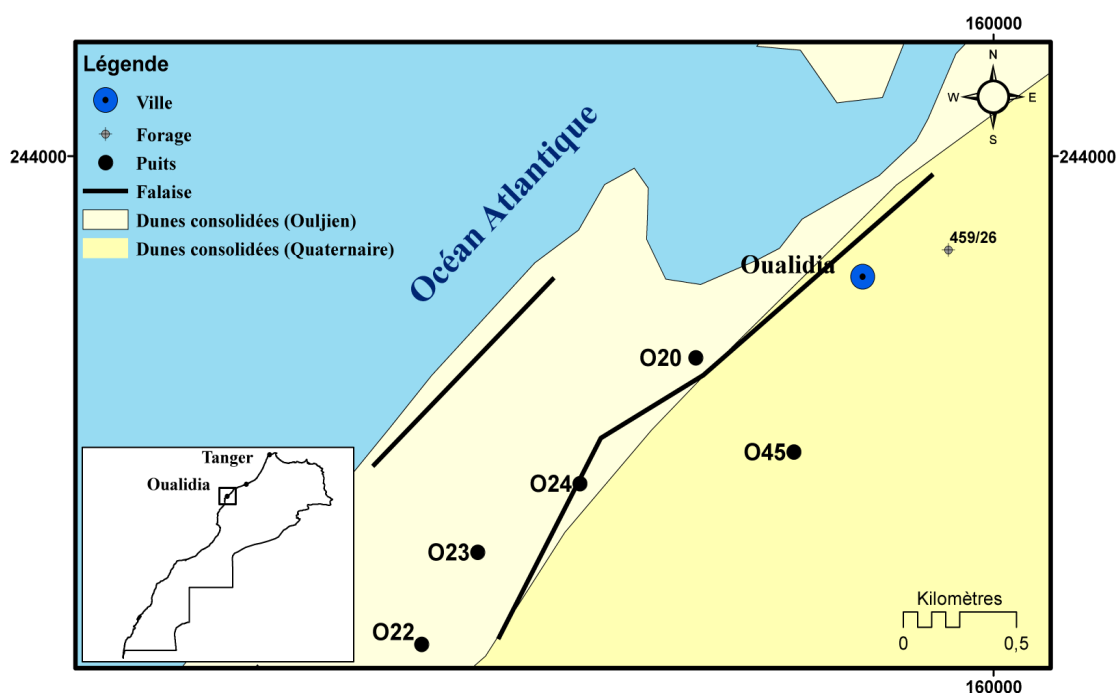 160000
Légende
Ville
Forage
Puits
Falaise
Dunes consolidées (Ouljien)
Dunes consolidées (Quaternaire)
N
W
E
S
244000
244000
Océan Atlantique
459/26
Oualidia
O20
O45
O24
O23
O22
Tanger
Oualidia
Kilomètres
0
0,5
160000